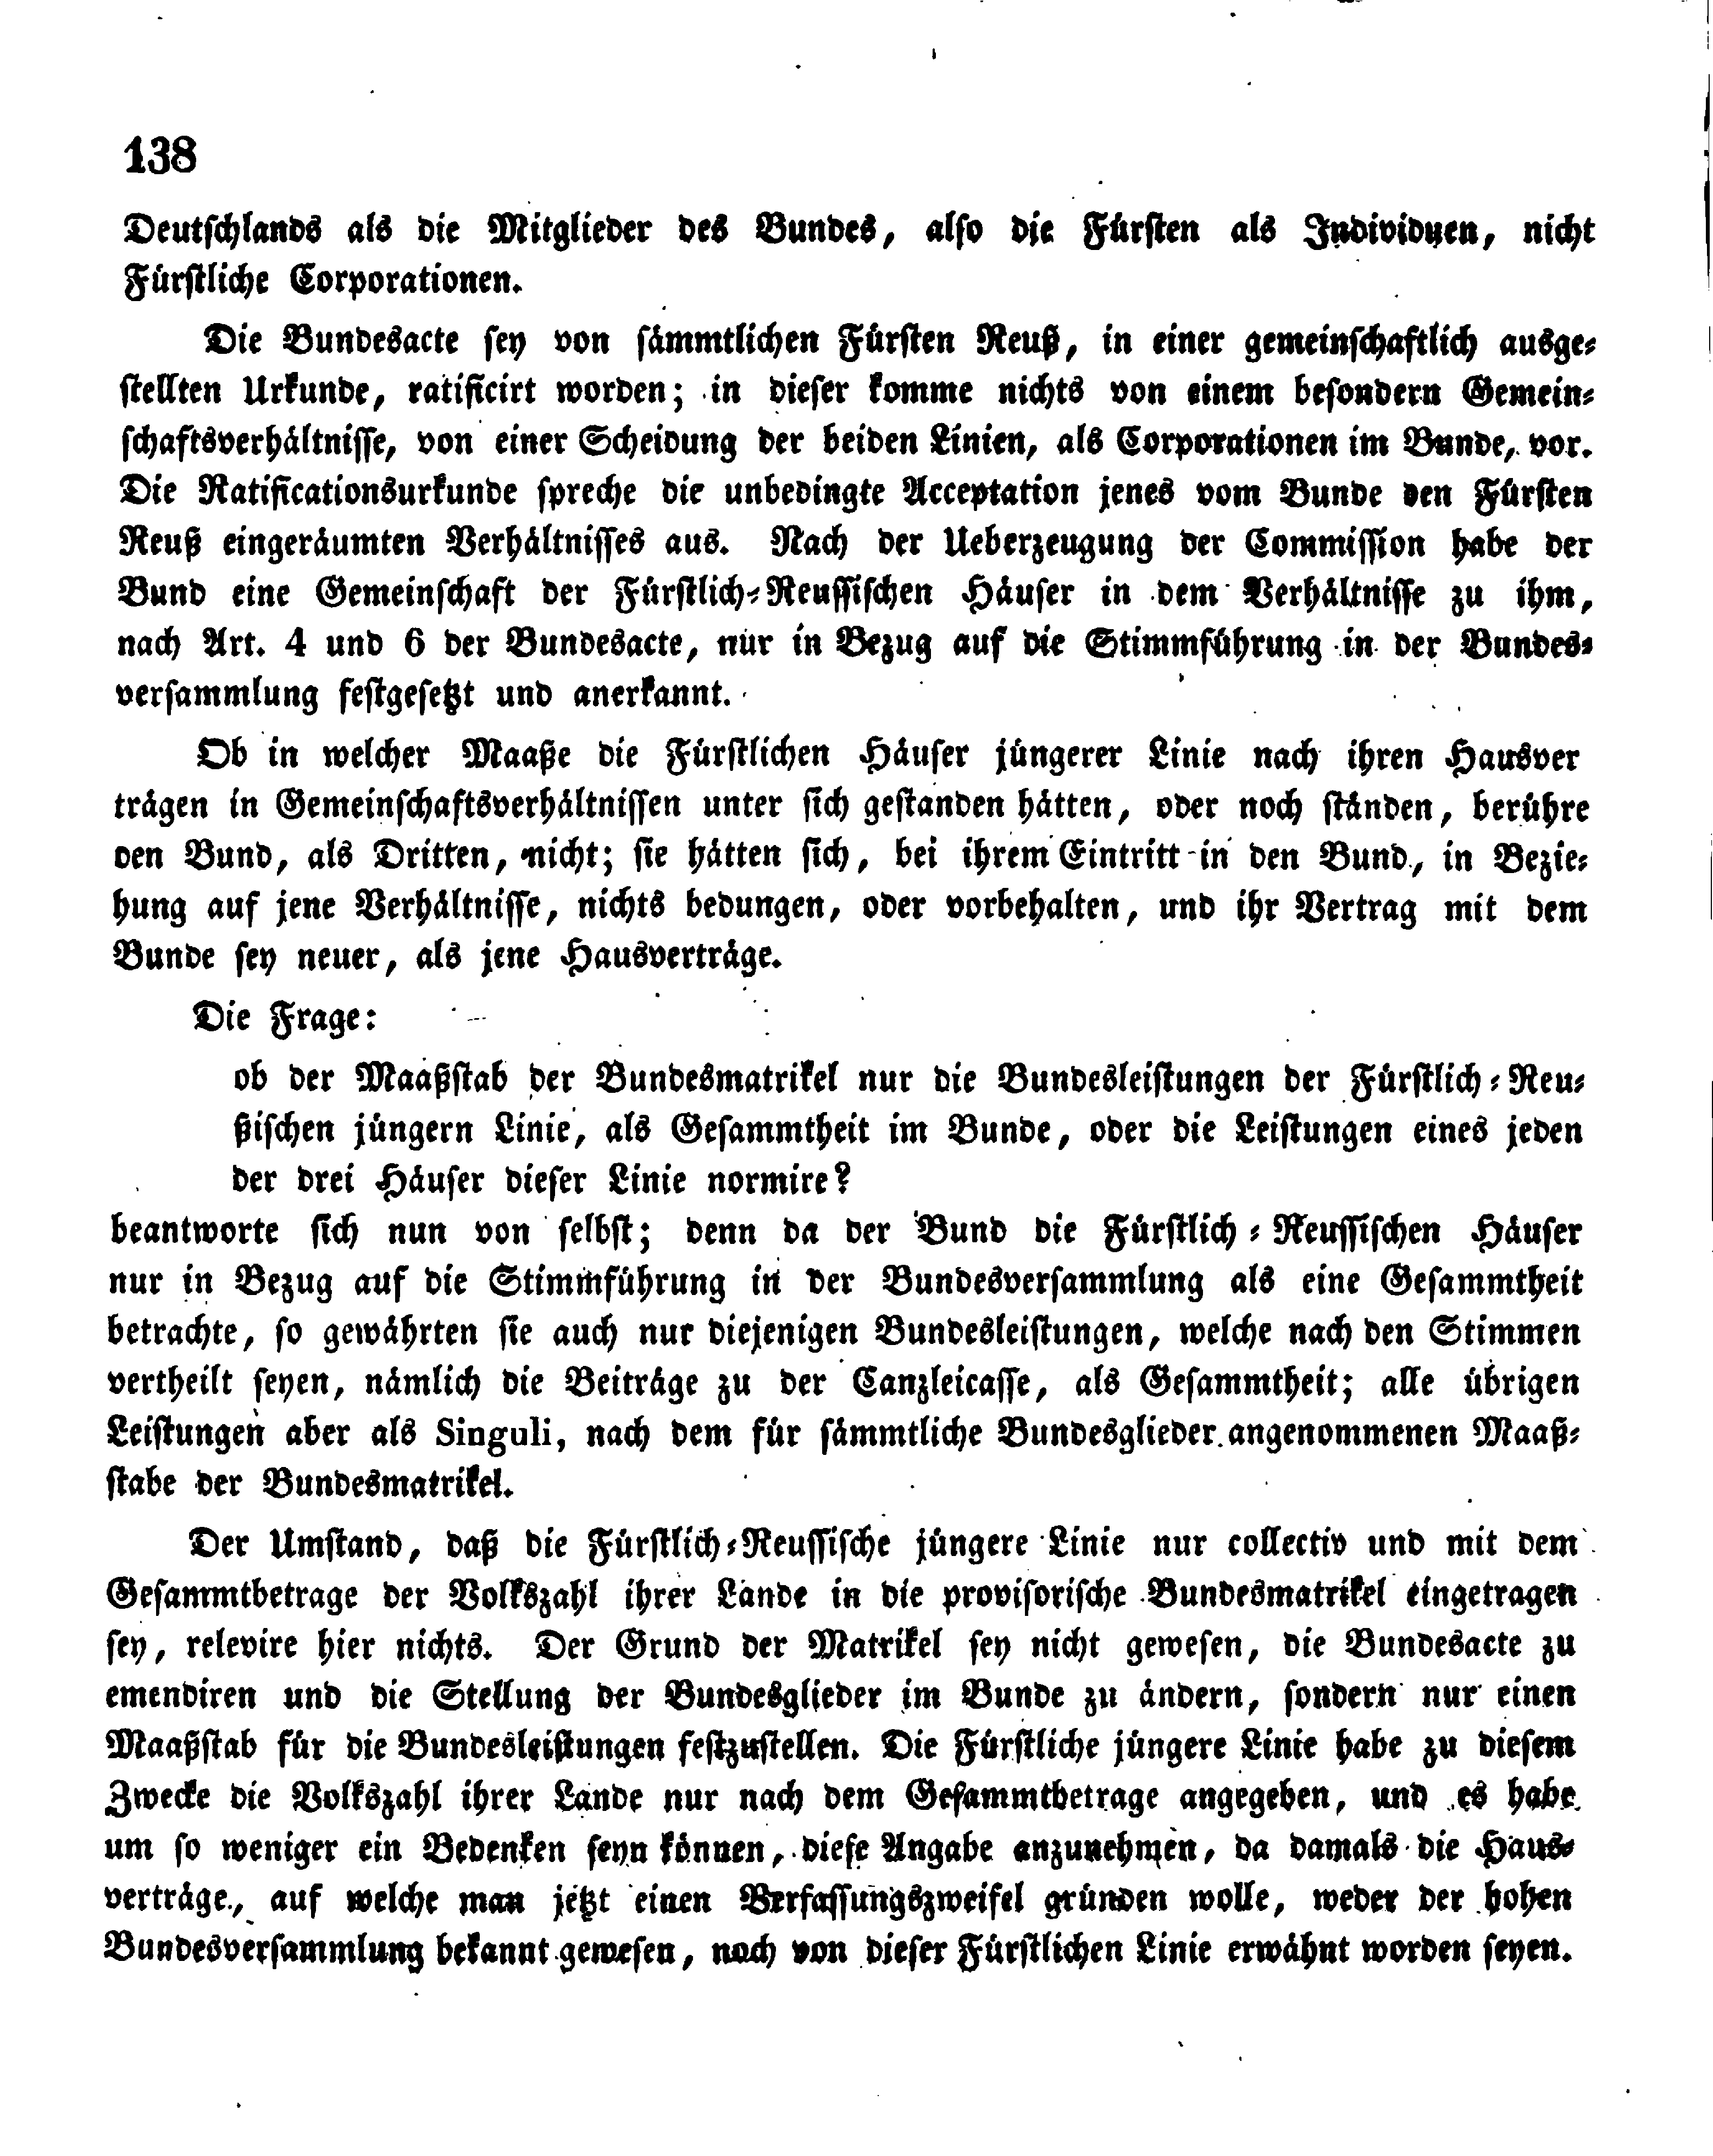 138
Deutschlands als die Mitglieder des Bundes, also die Fürsten als Individuen, nicht
Fürstliche Corporationen.
Die Bundesacte sey von sämmtlichen Fürsten Reuß, in einer gemeinschaftlich ausge-
stellten Urkunde, ratificirt worden; in dieser komme nichts von einem besondern Gemein-
schaftsverhältnisse, von einer Scheidung der beiden Linien, als Corporationen im Bunde, vor.
Die Ratificationsurkunde spreche die unbedingte Acceptation jenes vom Bunde den Fürsten
Reuß eingeräumten Verhältnisses aus. Nach der Ueberzeugung der Commission habe der
Bund eine Gemeinschaft der Fürstlich-Reussischen Häuser in dem Verhältnisse zu ihm,
nach Art. 4 und 6 der Bundesacte, nur in Bezug auf die Stimmführung in der Bundes-
versammlung festgesetzt und anerkannt.
Ob in welcher Maaße die Fürstlichen Häuser jüngerer Linie nach ihren Hausver
trägen in Gemeinschaftsverhältnissen unter sich gestanden hätten, oder noch ständen, berühre
den Bund, als Dritten, nicht; sie hätten sich, bei ihrem Eintritt in den Bund, in Bezie-
hung auf jene Verhältnisse, nichts bedungen, oder vorbehalten, und ihr Vertrag mit dem
Bunde sey neuer, als jene Hausverträge.
Die Frage:
ob der Maaßstab der Bundesmatrikel nur die Bundesleistungen der Fürstlich-Reu-
ßischen jüngern Linie, als Gesammtheit im Bunde, oder die Leistungen eines jeden
der drei Häuser dieser Linie normire?
beantworte sich nun von selbst; denn da der Bund die Fürstlich-Reussischen Häuser
nur in Bezug auf die Stimmführung in der Bundesversammlung als eine Gesammtheit
betrachte, so gewährten sie auch nur diejenigen Bundesleistungen, welche nach den Stimmen
vertheilt seyen, nämlich die Beiträge zu der Canzleicasse, als Gesammtheit; alle übrigen
Leistungen aber als Singuli, nach dem für sämmtliche Bundesglieder angenommenen Maaß-
stabe der Bundesmatrikel.
Der Umstand, daß die Fürstlich-Reussische jüngere Linie nur collectiv und mit dem
Gesammtbetrage der Volkszahl ihrer Lande in die provisorische Bundesmatrikel eingetragen
sey, relevire hier nichts. Der Grund der Matrikel sey nicht gewesen, die Bundesacte zu
emendiren und die Stellung der Bundesglieder im Bunde zu ändern, sondern nur einen
Maaßstab für die Bundesleistungen festzustellen. Die Fürstliche jüngere Linie habe zu diesem
Zwecke die Volkszahl ihrer Lande nur nach dem Gesammtbetrage angegeben, und es habe
um so weniger ein Bedenken seyn können, diese Angabe anzunehmen, da damals die Haus-
verträge, auf welche man jetzt einen Verfassungszweifel gründen wolle, weder der hohen
Bundesversammlung bekannt gewesen, noch von dieser Fürstlichen Linie erwähnt worden seyen.